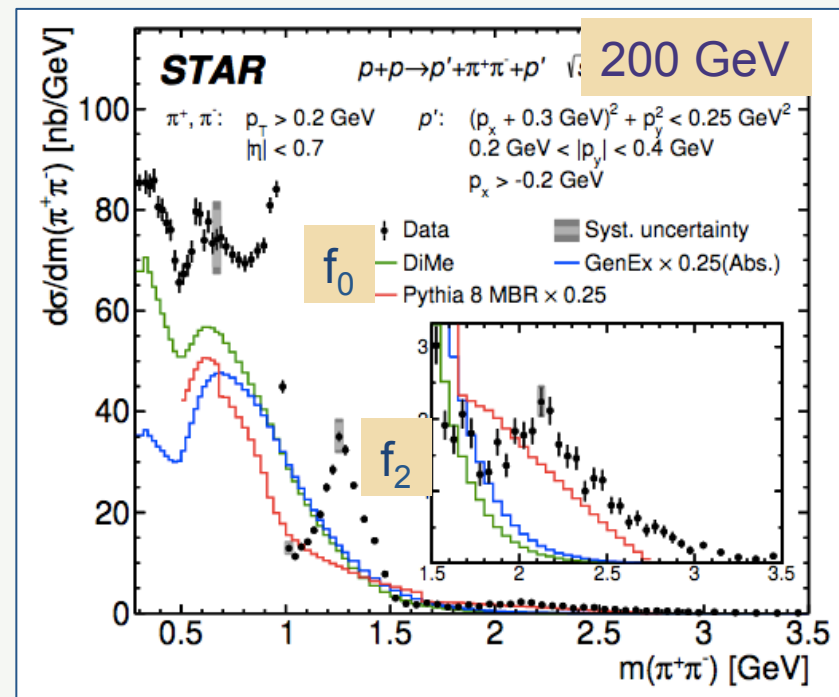 STAR
p+p→p'+π⁺π⁻+p' √
200 GeV
π⁺, π⁻: p_T > 0.2 GeV
|η| < 0.7
p': (p_x + 0.3 GeV)² + p_y² < 0.25 GeV²
0.2 GeV < |p_y| < 0.4 GeV
p_x > -0.2 GeV
Data
Syst. uncertainty
DiMe
GenEx × 0.25(Abs.)
Pythia 8 MBR × 0.25
f₀
f₂
dσ/dm(π⁺π⁻) [nb/GeV]
100
80
60
40
20
0
3
1.5 2 2.5 3 3.5
0.5 1 1.5 2 2.5 3 3.5
m(π⁺π⁻) [GeV]